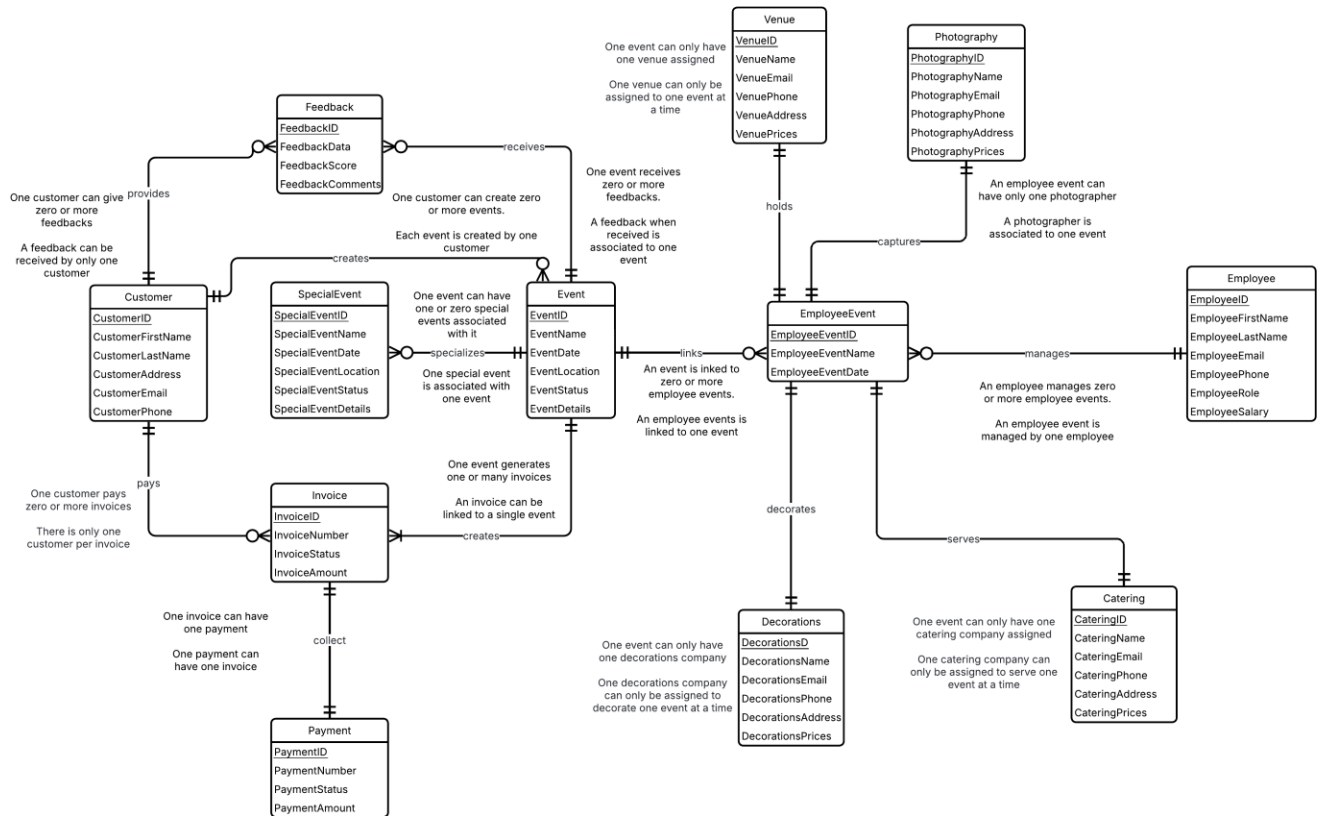 Venue
VenueID
VenueName
VenueEmail
VenuePhone
VenueAddress
VenuePrices
One event can only have
one venue assigned
One venue can only be
assigned to one event at
a time
Photography
PhotographyID
PhotographyName
PhotographyEmail
PhotographyPhone
PhotographyAddress
PhotographyPrices
Feedback
FeedbackID
FeedbackData
FeedbackScore
FeedbackComments
receives
provides
One customer can give
zero or more
feedbacks
A feedback can be
received by only one
customer
One customer can create zero
or more events.
Each event is created by one
customer
One event receives
zero or more
feedbacks.
A feedback when
received is
associated to one
event
holds
captures
An employee event can
have only one photographer
A photographer is
associated to one event
creates
Customer
CustomerID
CustomerFirstName
CustomerLastName
CustomerAddress
CustomerEmail
CustomerPhone
SpecialEvent
SpecialEventID
SpecialEventName
SpecialEventDate
SpecialEventLocation
SpecialEventStatus
SpecialEventDetails
One event can have
one or zero special
events associated
with it
specializes
One special event
is associated with
one event
Event
EventID
EventName
EventDate
EventLocation
EventStatus
EventDetails
links
An event is inked to
zero or more
employee events.
An employee events is
linked to one event
EmployeeEvent
EmployeeEventID
EmployeeEventName
EmployeeEventDate
manages
An employee manages zero
or more employee events.
An employee event is
managed by one employee
Employee
EmployeeID
EmployeeFirstName
EmployeeLastName
EmployeeEmail
EmployeePhone
EmployeeRole
EmployeeSalary
pays
One customer pays
zero or more invoices
There is only one
customer per invoice
Invoice
InvoiceID
InvoiceNumber
InvoiceStatus
InvoiceAmount
One event generates
one or many invoices
An invoice can be
linked to a single event
creates
decorates
serves
One invoice can have
one payment
One payment can
have one invoice
collect
Payment
PaymentID
PaymentNumber
PaymentStatus
PaymentAmount
One event can only have
one decorations company
One decorations company
can only be assigned to
decorate one event at a time
Decorations
DecorationsD
DecorationsName
DecorationsEmail
DecorationsPhone
DecorationsAddress
DecorationsPrices
One event can only have one
catering company assigned
One catering company can
only be assigned to serve one
event at a time
Catering
CateringID
CateringName
CateringEmail
CateringPhone
CateringAddress
CateringPrices